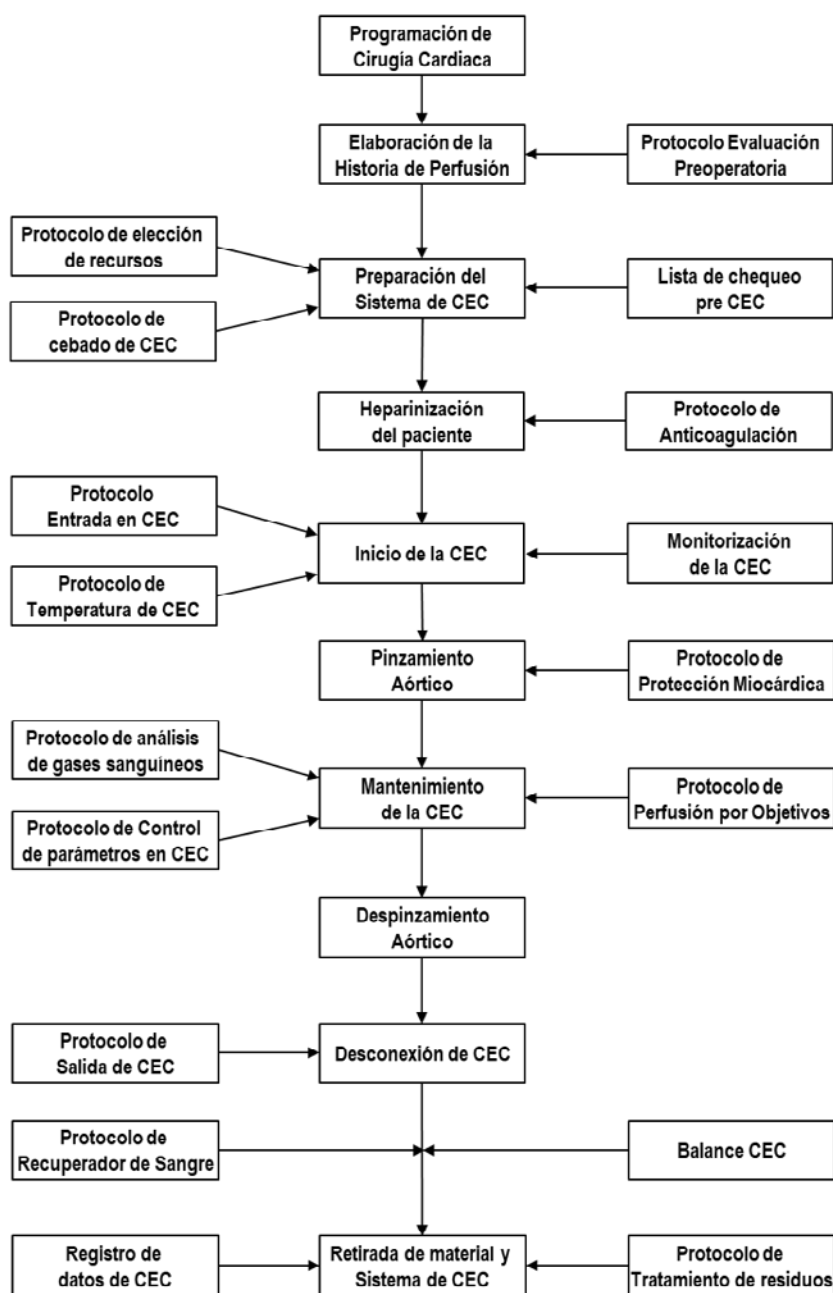 Programación de
Cirugía Cardiaca
Elaboración de la
Historia de Perfusión
Protocolo Evaluación
Preoperatoria
Protocolo de elección
de recursos
Preparación del
Sistema de CEC
Lista de chequeo
pre CEC
Protocolo de
cebado de CEC
Heparinización
del paciente
Protocolo de
Anticoagulación
Protocolo
Entrada en CEC
Inicio de la CEC
Monitorización
de la CEC
Protocolo de
Temperatura de CEC
Pinzamiento
Aórtico
Protocolo de
Protección Miocárdica
Protocolo de análisis
de gases sanguíneos
Mantenimiento
de la CEC
Protocolo de
Perfusión por Objetivos
Protocolo de Control
de parámetros en CEC
Despinzamiento
Aórtico
Protocolo de
Salida de CEC
Desconexión de CEC
Protocolo de
Recuperador de Sangre
Balance CEC
Registro de
datos de CEC
Retirada de material y
Sistema de CEC
Protocolo de
Tratamiento de residuos